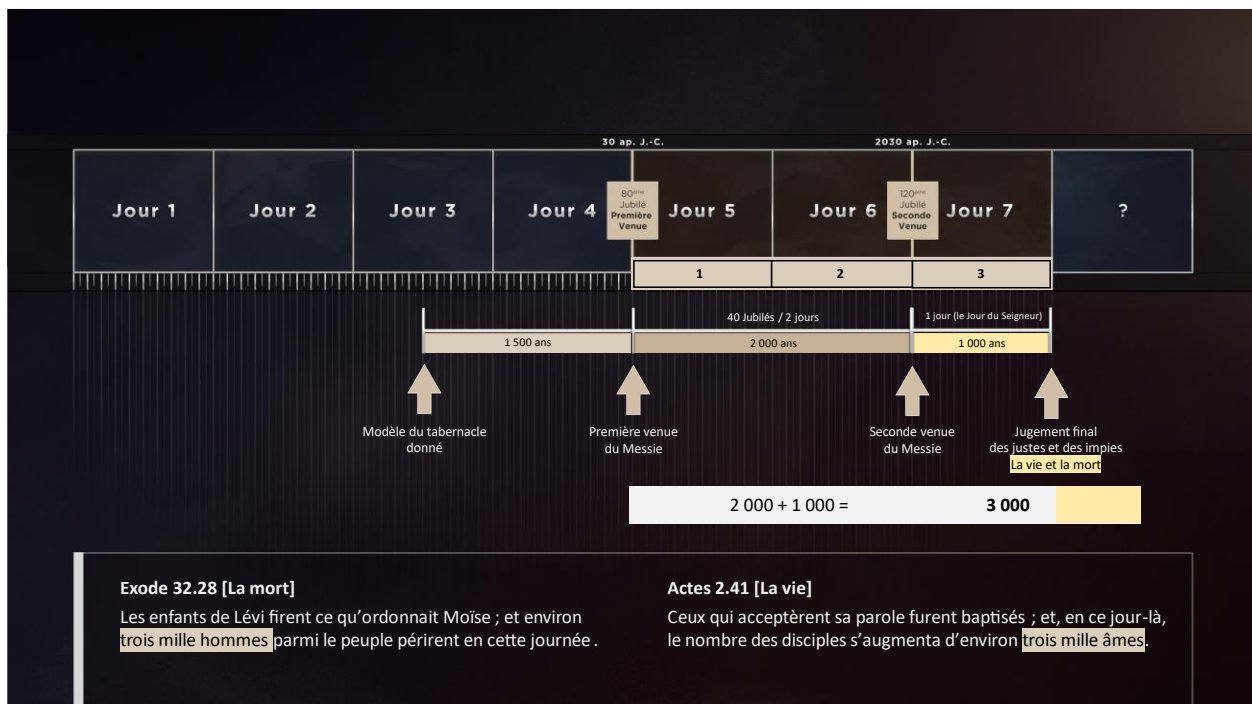 30 ap. J.-C.
2030 ap. J.-C.
Jour 1
Jour 2
Jour 3
Jour 4
80ème
Jubilé
Première
Venue
Jour 5
Jour 6
120ème
Jubilé
Seconde
Venue
Jour 7
?
1
2
3
40 Jubilés / 2 jours
1 jour (le Jour du Seigneur)
1 500 ans
2 000 ans
1 000 ans
Modèle du tabernacle
donné
Première venue
du Messie
Seconde venue
du Messie
Jugement final
des justes et des impies
La vie et la mort
2 000 + 1 000 = 3 000
Exode 32.28 [La mort]
Les enfants de Lévi firent ce qu’ordonnait Moïse ; et environ
trois mille hommes parmi le peuple périrent en cette journée .
Actes 2.41 [La vie]
Ceux qui acceptèrent sa parole furent baptisés ; et, en ce jour-là,
le nombre des disciples s’augmenta d’environ trois mille âmes.